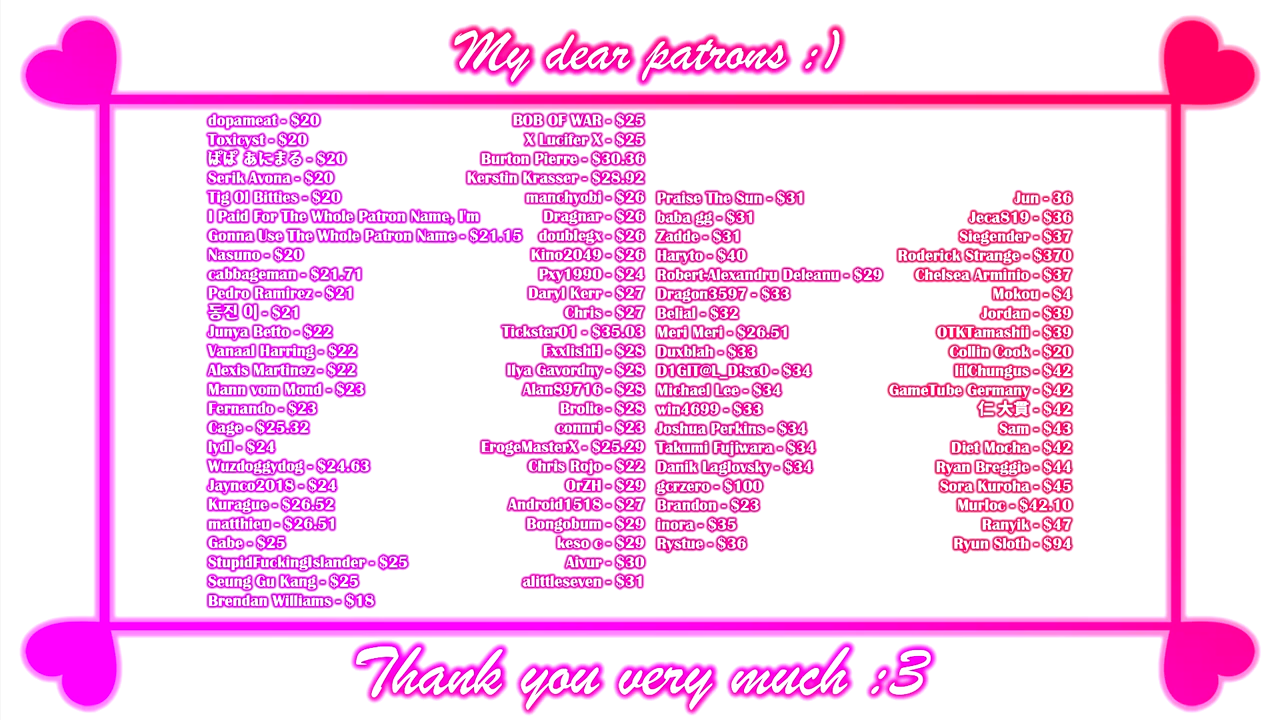 My dear patrons :)
dopameat - $20
Toxicyst - $20
ぱぱ あにまる - $20
Serik Avona - $20
Tig Ol Bitties - $20
I Paid For The Whole Patron Name, I'm
Gonna Use The Whole Patron Name - $21.15
Nasuno - $20
cabbageman - $21.71
Pedro Ramirez - $21
동진 이 - $21
Junya Betto - $22
Vanaal Harring - $22
Alexis Martinez - $22
Mann vom Mond - $23
Fernando - $23
Cage - $25.32
lydl - $24
Wuzdoggydog - $24.63
Jaynco2018 - $24
Kurague - $26.52
matthieu - $26.51
Gabe - $25
StupidFuckingIslander - $25
Seung Gu Kang - $25
Brendan Williams - $18
BOB OF WAR - $25
X Lucifer X - $25
Burton Pierre - $30.36
Kerstin Krasser - $28.92
manchyobi - $26
Dragnar - $26
doublegx - $26
Kino2049 - $26
Pxy1990 - $24
Daryl Kerr - $27
Chris - $27
Tickster01 - $35.03
FxxlishH - $28
Ilya Gavordny - $28
Alan89716 - $28
Brolic - $28
connri - $23
ErogeMasterX - $25.29
Chris Rojo - $22
OrZH - $29
Android1518 - $27
Bongobum - $29
keso c - $29
Aivur - $30
alittleseven - $31
Praise The Sun - $31
baba gg - $31
Zadde - $31
Haryto - $40
Robert-Alexandru Deleanu - $29
Dragon3597 - $33
Belial - $32
Meri Meri - $26.51
Duxblah - $33
D1GIT@L_D!sc0 - $34
Michael Lee - $34
win4699 - $33
Joshua Perkins - $34
Takumi Fujiwara - $34
Danik Laglovsky - $34
gcrzero - $100
Brandon - $23
inora - $35
Rystue - $36
Jun - 36
Jeca819 - $36
Siegender - $37
Roderick Strange - $370
Chelsea Arminio - $37
Mokou - $4
Jordan - $39
OTKTamashii - $39
Collin Cook - $20
lilChungus - $42
GameTube Germany - $42
仁 大貫 - $42
Sam - $43
Diet Mocha - $42
Ryan Breggie - $44
Sora Kuroha - $45
Murloc - $42.10
Ranyik - $47
Ryun Sloth - $94
Thank you very much :3